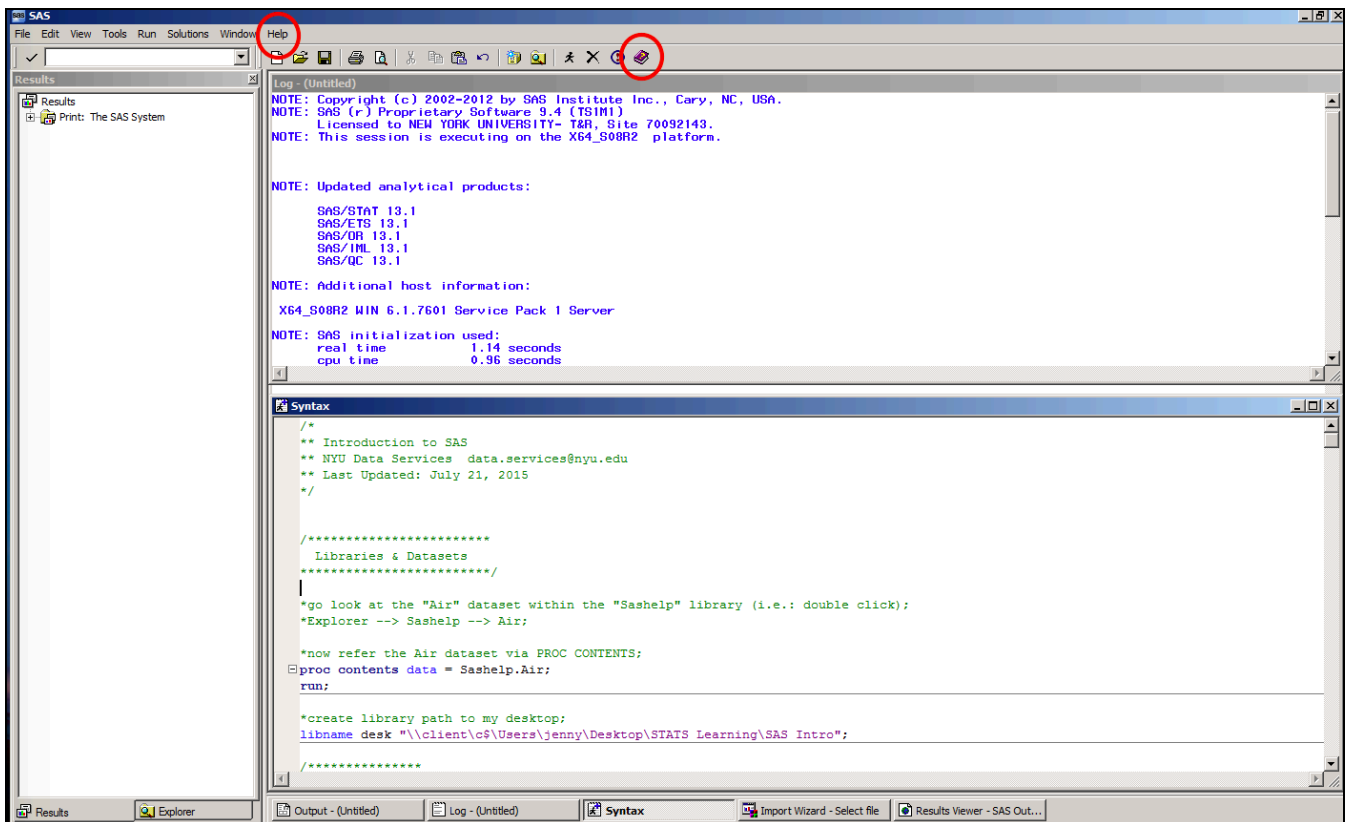 SAS
File Edit View Tools Run Solutions Window Help
Results
Results
Print: The SAS System
Log - (Untitled)
NOTE: Copyright (c) 2002-2012 by SAS Institute Inc., Cary, NC, USA.
NOTE: SAS (r) Proprietary Software 9.4 (TS1M1)
Licensed to NEW YORK UNIVERSITY- T&R, Site 70092143.
NOTE: This session is executing on the X64_S08R2 platform.
NOTE: Updated analytical products:
SAS/STAT 13.1
SAS/ETS 13.1
SAS/OR 13.1
SAS/IML 13.1
SAS/QC 13.1
NOTE: Additional host information:
X64_S08R2 WIN 6.1.7601 Service Pack 1 Server
NOTE: SAS initialization used:
real time 1.14 seconds
cpu time 0.96 seconds
Syntax
/*
** Introduction to SAS
** NYU Data Services data.services@nyu.edu
** Last Updated: July 21, 2015
*/
/************************
Libraries & Datasets
*************************/
*go look at the "Air" dataset within the "Sashelp" library (i.e.: double click);
*Explorer --> Sashelp --> Air;
*now refer the Air dataset via PROC CONTENTS;
proc contents data = Sashelp.Air;
run;
*create library path to my desktop;
libname desk "\\client\c$\Users\jenny\Desktop\STATS Learning\SAS Intro";
/***************
Results Explorer Output - (Untitled) Log - (Untitled) Syntax Import Wizard - Select file Results Viewer - SAS Out...